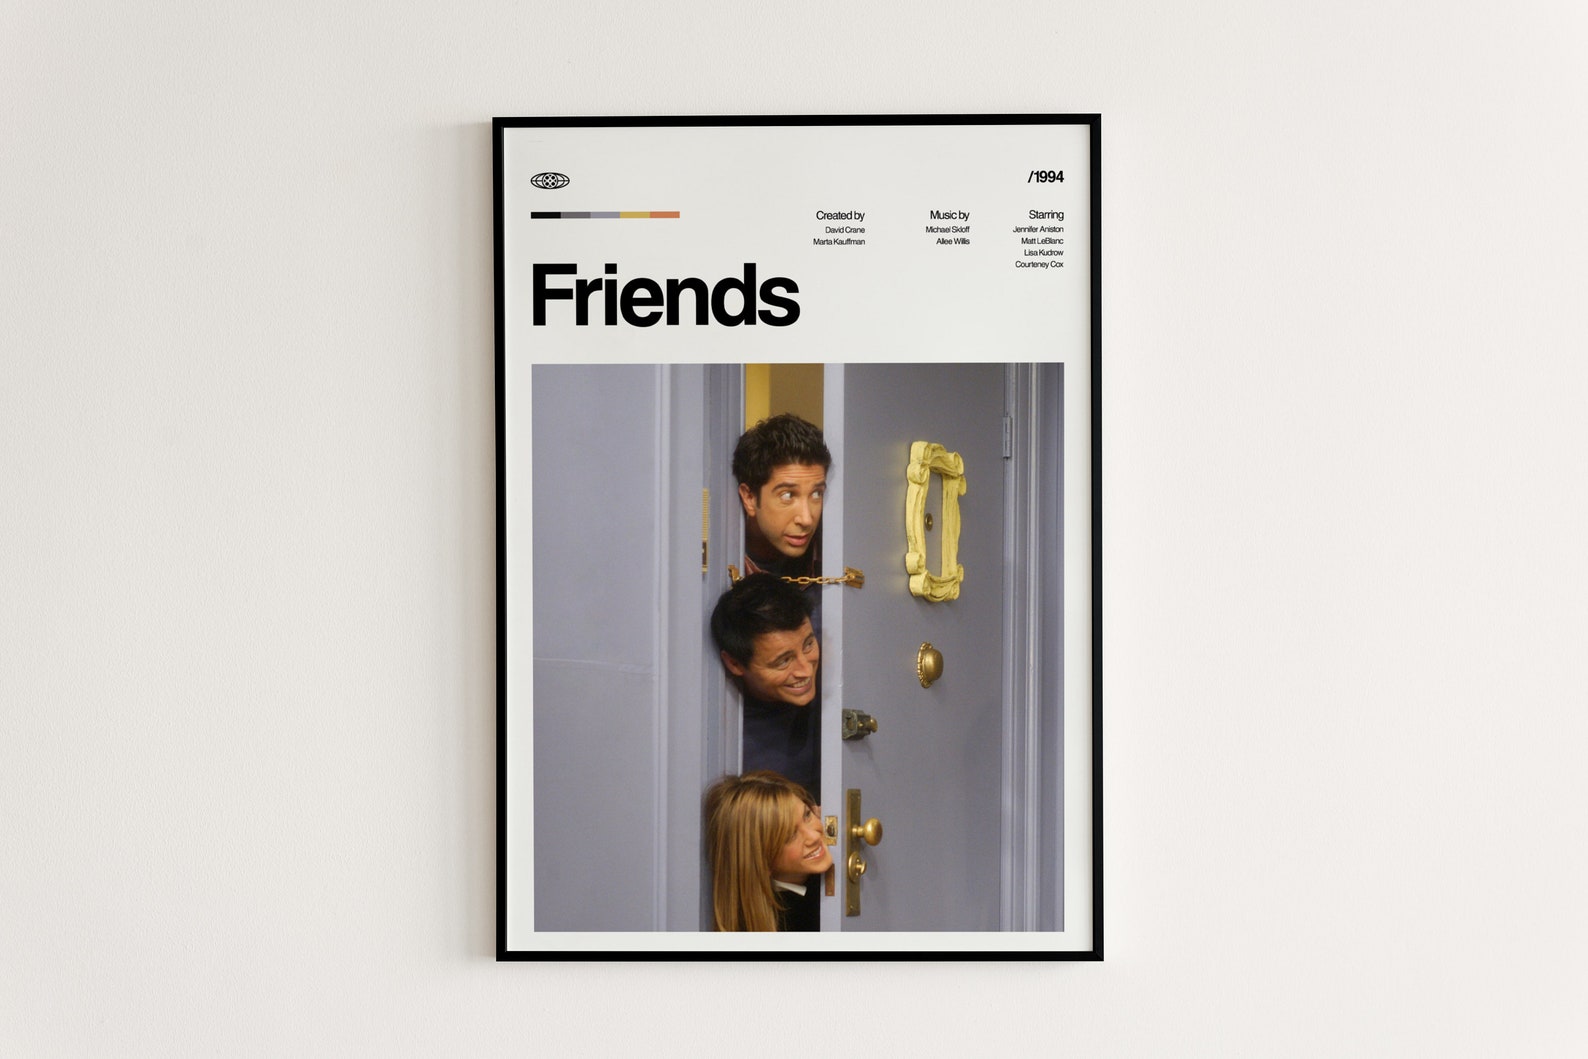 /1994
Created by
David Crane
Marta Kauffman
Music by
Michael Skloff
Allee Willis
Starring
Jennifer Aniston
Matt LeBlanc
Lisa Kudrow
Courteney Cox
Friends